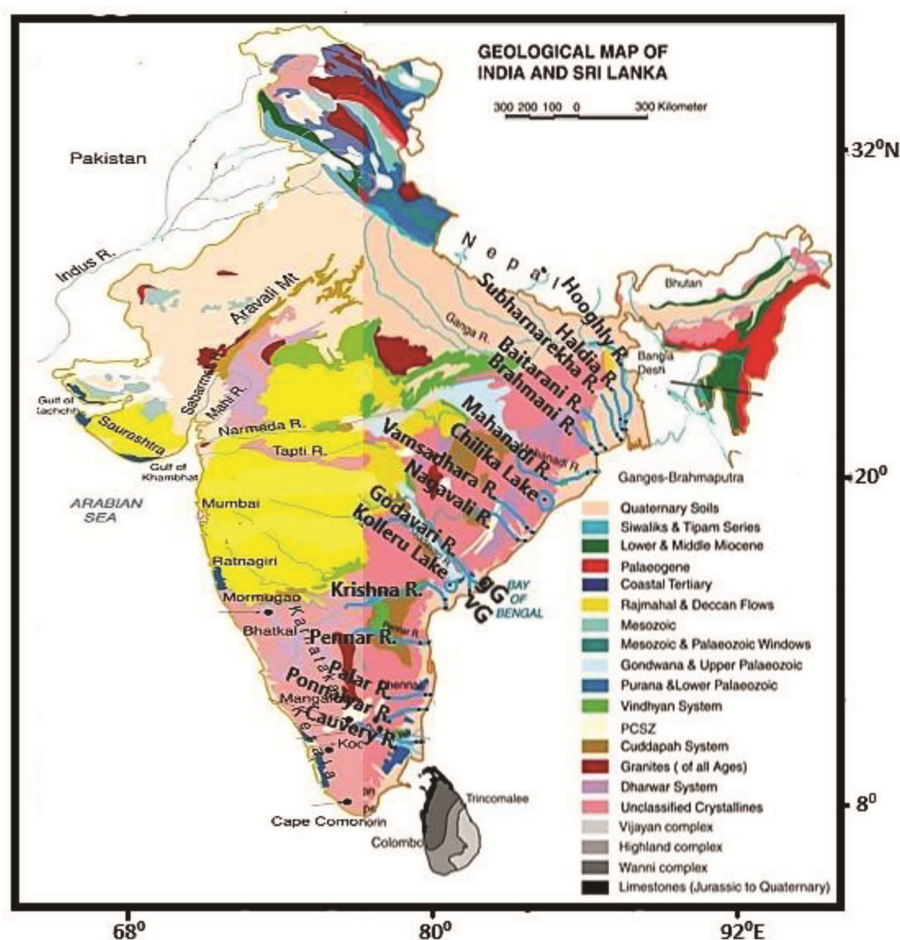 GEOLOGICAL MAP OF
INDIA AND SRI LANKA
300 200 100 0 300 Kilometer
Pakistan
32⁰N
Indus R.
Nepal
Bhutan
Aravali Mt
Ganga R.
Hooghly R.
Haldia R.
Subharnarekha R.
Baitarani R.
Brahmani R.
Bangla
Desh
Sabarmati
Mahi R.
Gulf of
Saurashtra
Narmada R.
Tapti R.
Gulf of
Khambhat
Mahanadi R.
Chilika Lake
Vamsadhara R.
Nagavali R.
Godavari R.
Kolleru Lake
20⁰
Ganges-Brahmaputra
ARABIAN
SEA
Mumbai
Ratnagiri
Krishna R.
gG
vG
BAY
OF
BENGAL
Mormugao
Bhatkal
Karnataka
Pennar R.
Palar R.
Ponnaiyar R.
Cauvery R.
Kerala
Cape Comorin
Trincomalee
Colombo
8⁰
Quaternary Soils
Siwaliks & Tipam Series
Lower & Middle Miocene
Palaeogene
Coastal Tertiary
Rajmahal & Deccan Flows
Mesozoic
Mesozoic & Palaeozoic Windows
Gondwana & Upper Palaeozoic
Purana &Lower Palaeozoic
Vindhyan System
PCSZ
Cuddapah System
Granites ( of all Ages)
Dharwar System
Unclassified Crystallines
Vijayan complex
Highland complex
Wanni complex
Limestones (Jurassic to Quaternary)
68⁰ 80⁰ 92⁰E